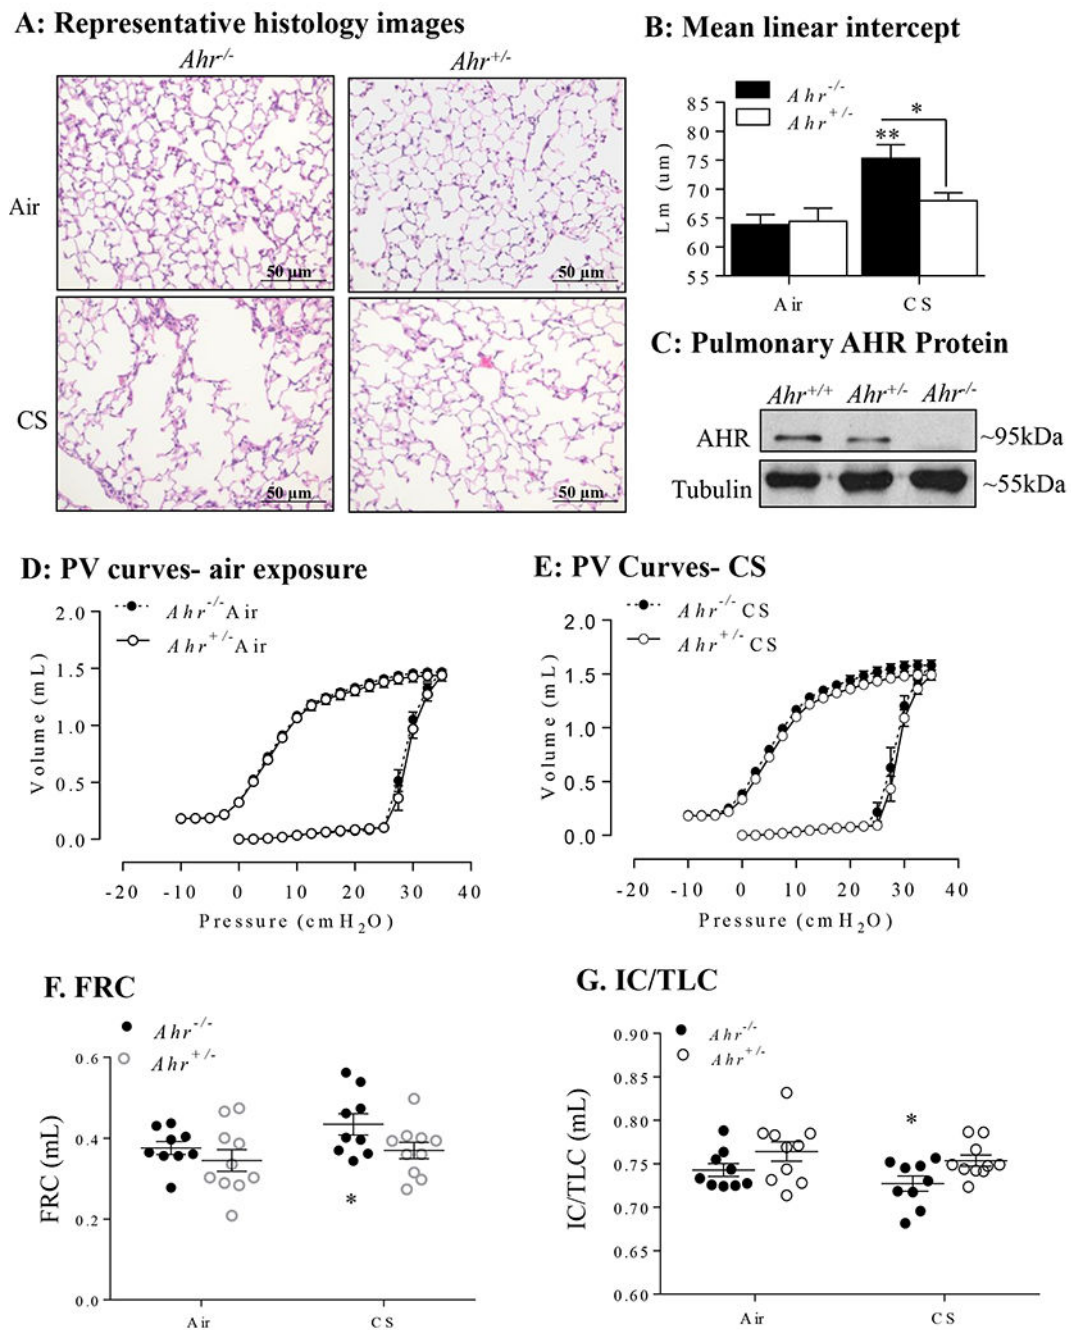 A: Representative histology images
Ahr-/-
Ahr+/-
Air
50 µm
50 µm
CS
50 µm
50 µm
B: Mean linear intercept
Ahr-/-
Ahr+/-
Lm (um)
85
80
75
70
65
60
55
**
*
Air
CS
C: Pulmonary AHR Protein
Ahr+/+
Ahr+/-
Ahr-/-
AHR
~95kDa
Tubulin
~55kDa
D: PV curves- air exposure
Ahr-/-Air
Ahr+/-Air
Volume (mL)
2.0
1.5
1.0
0.5
0.0
-20 -10 0 10 20 30 40
Pressure (cmH2O)
E: PV Curves- CS
Ahr-/-CS
Ahr+/-CS
Volume (mL)
2.0
1.5
1.0
0.5
0.0
-20 -10 0 10 20 30 40
Pressure (cmH2O)
F. FRC
Ahr-/-
Ahr+/-
FRC (mL)
0.6
0.4
0.2
0.0
*
Air
CS
G. IC/TLC
Ahr-/-
Ahr+/-
IC/TLC (mL)
0.90
0.85
0.80
0.75
0.70
0.65
0.60
*
Air
CS